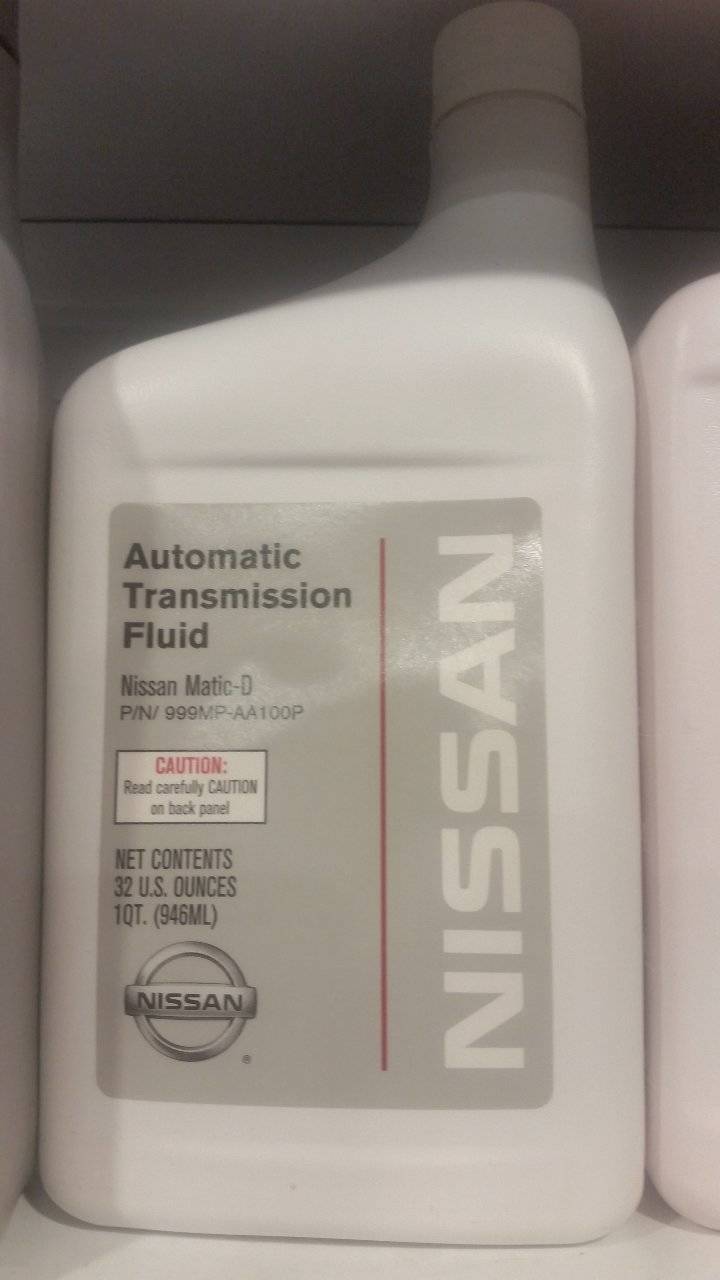 Automatic
Transmission
Fluid
Nissan Matic-D
P/N/ 999MP-AA100P
CAUTION:
Read carefully CAUTION
on back panel
NET CONTENTS
32 U.S. OUNCES
1QT. (946ML)
NISSAN
®
NISSAN